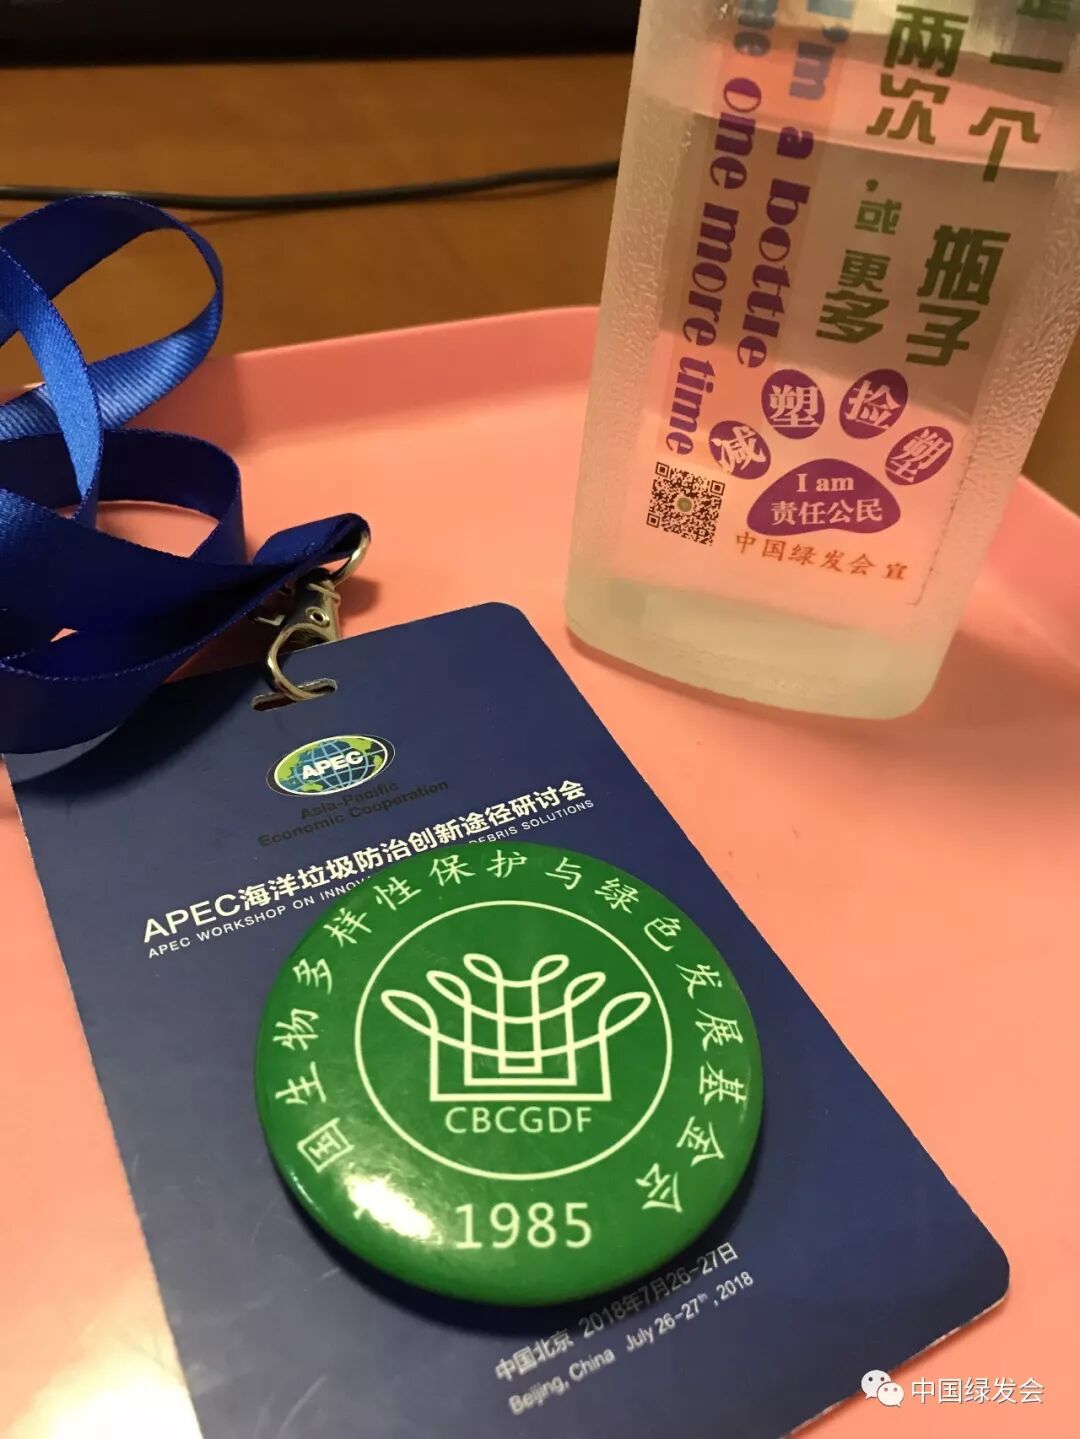 是一个瓶子
两次，或更多
I'm a bottle
one more time
减塑捡塑
I am
责任公民
中国绿发会 宣
APEC
Asia-Pacific
Economic Cooperation
APEC海洋垃圾防治创新途径研讨会
APEC WORKSHOP ON INNOV DEBRIS SOLUTIONS
国生物多样性保护与绿色发展基金会
CBCGDF
1985
中国北京 2018年7月26-27日
Beijing, China July 26-27th, 2018
中国绿发会